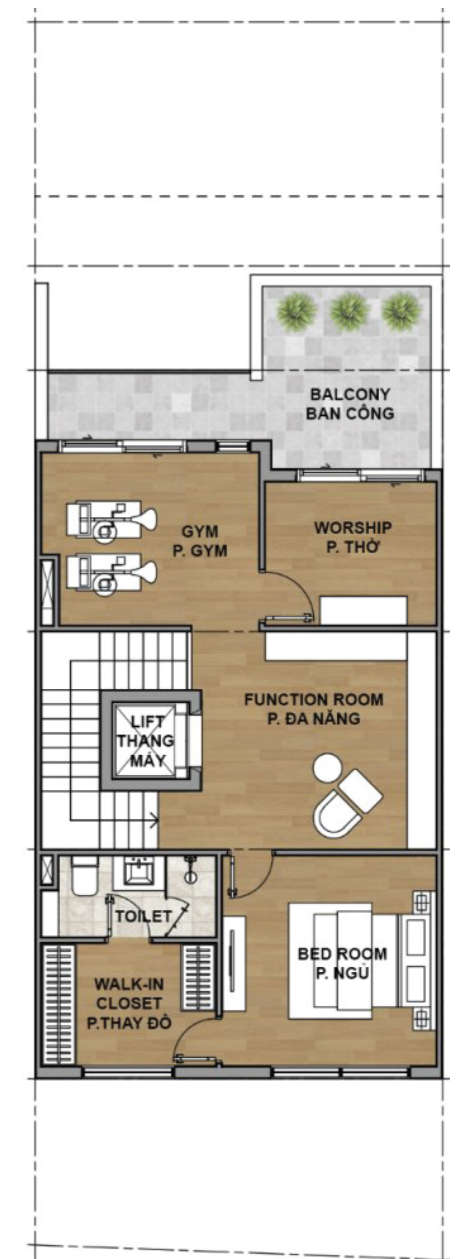 BALCONY
BAN CÔNG
GYM
P. GYM
WORSHIP
P. THỜ
FUNCTION ROOM
P. ĐA NĂNG
LIFT
THANG
MÁY
TOILET
BED ROOM
P. NGỦ
WALK-IN
CLOSET
P.THAY ĐỒ